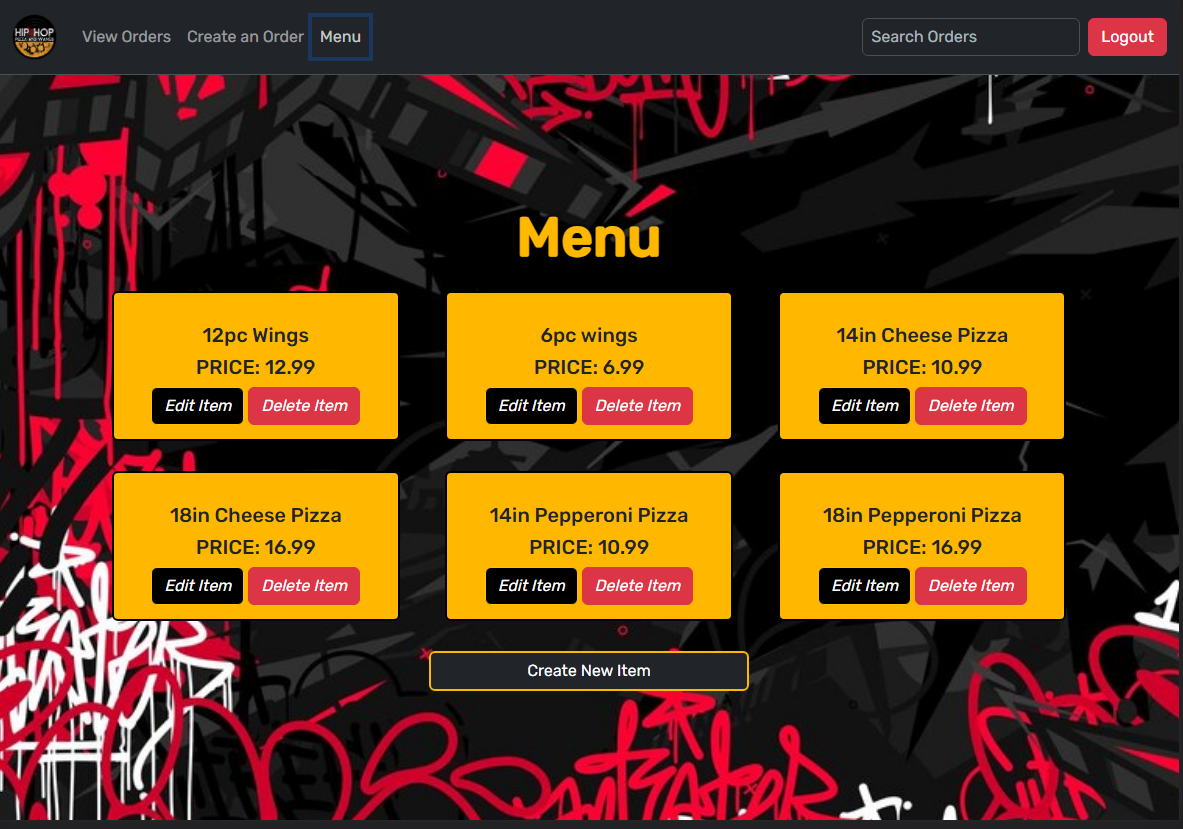 HIP HOP
PIZZA AND WINGS
View Orders Create an Order Menu Search Orders Logout
Menu
12pc Wings
PRICE: 12.99
Edit Item Delete Item
6pc wings
PRICE: 6.99
Edit Item Delete Item
14in Cheese Pizza
PRICE: 10.99
Edit Item Delete Item
18in Cheese Pizza
PRICE: 16.99
Edit Item Delete Item
14in Pepperoni Pizza
PRICE: 10.99
Edit Item Delete Item
18in Pepperoni Pizza
PRICE: 16.99
Edit Item Delete Item
Create New Item